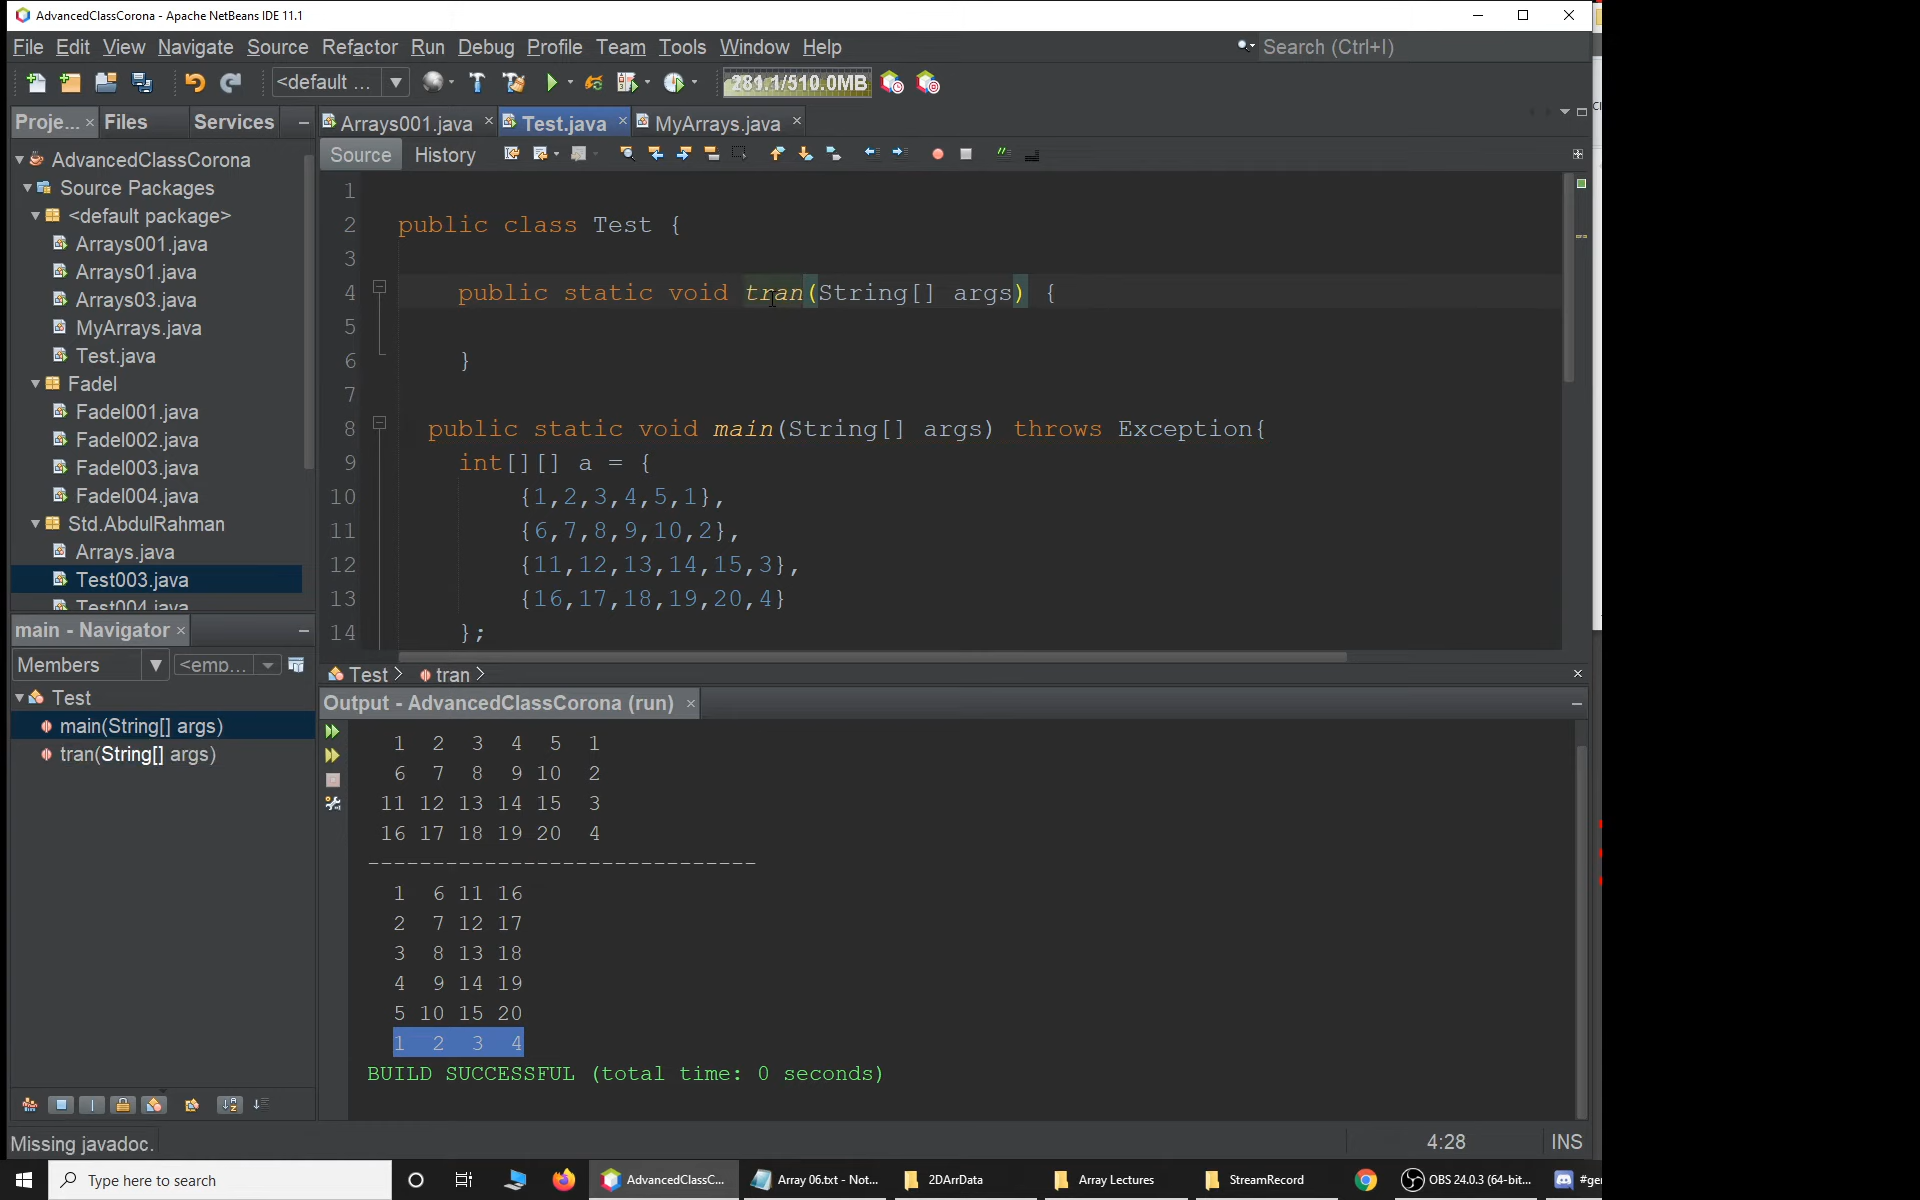 AdvancedClassCorona - Apache NetBeans IDE 11.1
File Edit View Navigate Source Refactor Run Debug Profile Team Tools Window Help
Search (Ctrl+I)
<default ...
281.1/510.0MB
Proje... × Files Services
Arrays001.java × Test.java × MyArrays.java ×
Source History
AdvancedClassCorona
Source Packages
<default package>
Arrays001.java
Arrays01.java
Arrays03.java
MyArrays.java
Test.java
Fadel
Fadel001.java
Fadel002.java
Fadel003.java
Fadel004.java
Std.AbdulRahman
Arrays.java
Test003.java
Test004.java
1
2 public class Test {
3
4 public static void tran(String[] args) {
5
6 }
7
8 public static void main(String[] args) throws Exception{
9 int[][] a = {
10 {1,2,3,4,5,1},
11 {6,7,8,9,10,2},
12 {11,12,13,14,15,3},
13 {16,17,18,19,20,4}
14 };
main - Navigator ×
Members <emp...
Test
main(String[] args)
tran(String[] args)
Test > tran >
Output - AdvancedClassCorona (run) ×
1 2 3 4 5 1
6 7 8 9 10 2
11 12 13 14 15 3
16 17 18 19 20 4
------------------------------
1 6 11 16
2 7 12 17
3 8 13 18
4 9 14 19
5 10 15 20
1 2 3 4
BUILD SUCCESSFUL (total time: 0 seconds)
Missing javadoc.
4:28 INS
Type here to search
AdvancedClassC...
Array 06.txt - Not...
2DArrData
Array Lectures
StreamRecord
OBS 24.0.3 (64-bit...
#ge